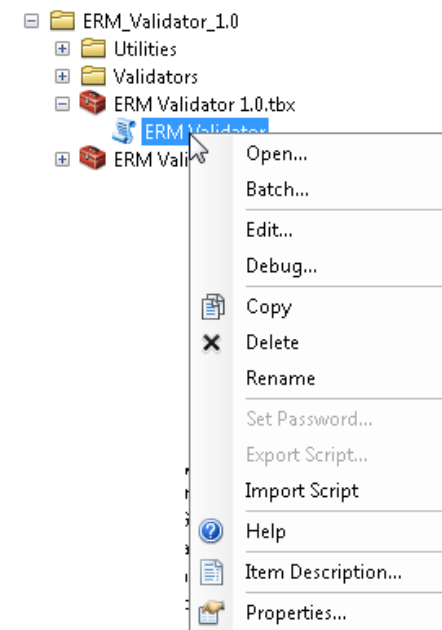 ERM_Validator_1.0
Utilities
Validators
ERM Validator 1.0.tbx
ERM Validator
ERM Vali
Open...
Batch...
Edit...
Debug...
Copy
Delete
Rename
Set Password...
Export Script...
Import Script
Help
Item Description...
Properties...